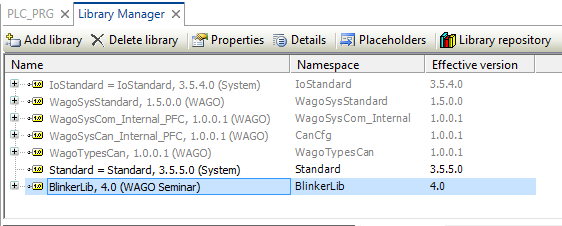 PLC_PRG Library Manager
Add library Delete library Properties Details Placeholders Library repository
Name Namespace Effective version
IoStandard = IoStandard, 3.5.4.0 (System) IoStandard 3.5.4.0
WagoSysStandard, 1.5.0.0 (WAGO) WagoSysStandard 1.5.0.0
WagoSysCom_Internal_PFC, 1.0.0.1 (WAGO) WagoSysCom_Internal 1.0.0.1
WagoSysCan_Internal_PFC, 1.0.0.1 (WAGO) CanCfg 1.0.0.1
WagoTypesCan, 1.0.0.1 (WAGO) WagoTypesCan 1.0.0.1
Standard = Standard, 3.5.5.0 (System) Standard 3.5.5.0
BlinkerLib, 4.0 (WAGO Seminar) BlinkerLib 4.0